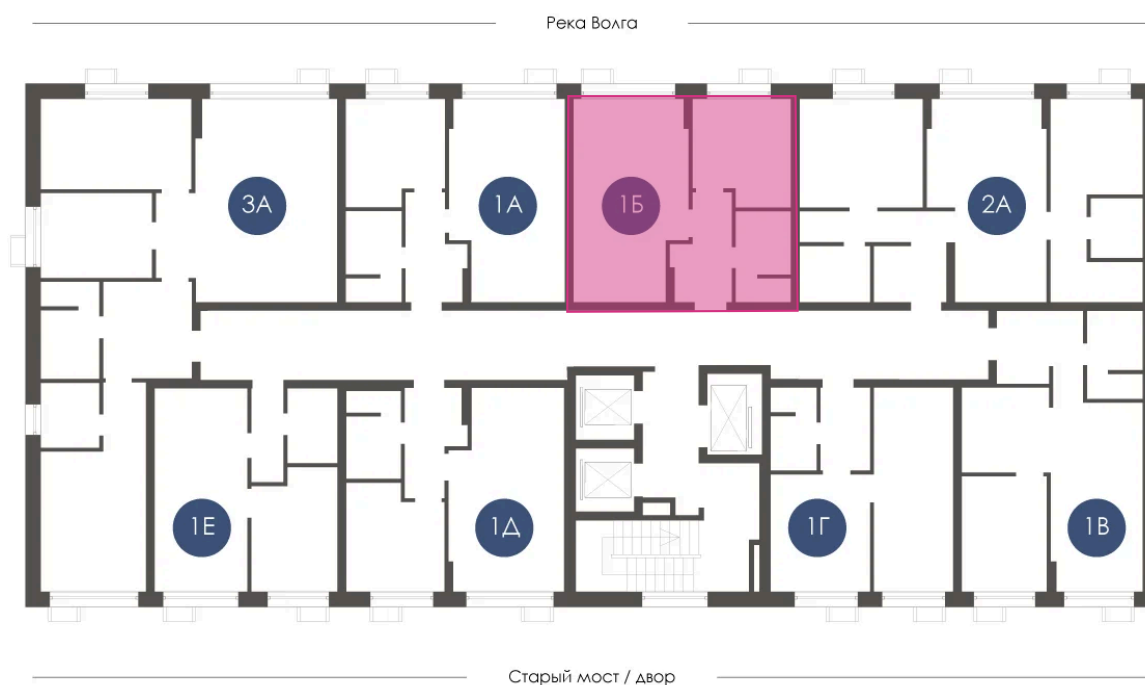 Река Волга
3А
1А
1Б
2А
1Е
1Д
1Г
1В
Старый мост / двор